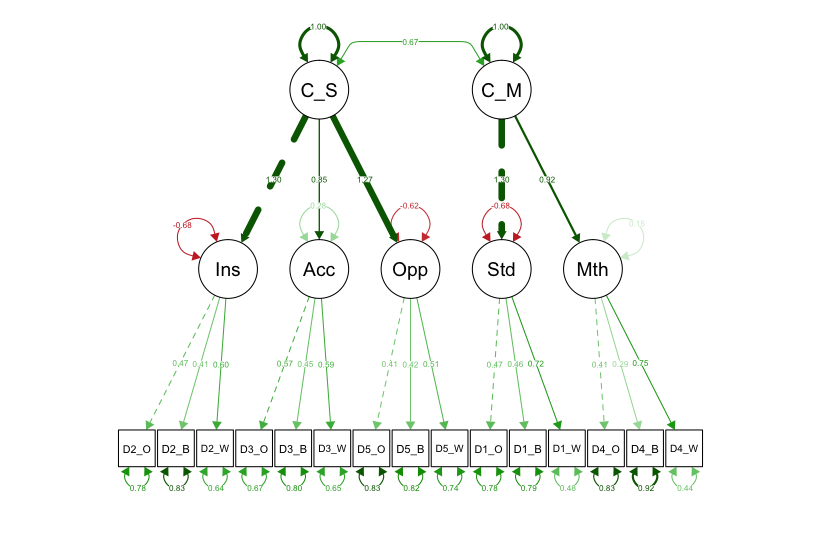 1.00 1.00
0.67
C_S C_M
1.30 0.85 1.27 1.30 0.92
-0.68 -0.62 -0.68 0.15
Ins Acc Opp Std Mth
0.47 0.41 0.60 0.57 0.45 0.59 0.41 0.42 0.51 0.47 0.46 0.72 0.41 0.29 0.75
D2_O D2_B D2_W D3_O D3_B D3_W D5_O D5_B D5_W D1_O D1_B D1_W D4_O D4_B D4_W
0.78 0.83 0.64 0.67 0.80 0.65 0.83 0.82 0.74 0.78 0.79 0.48 0.83 0.92 0.44